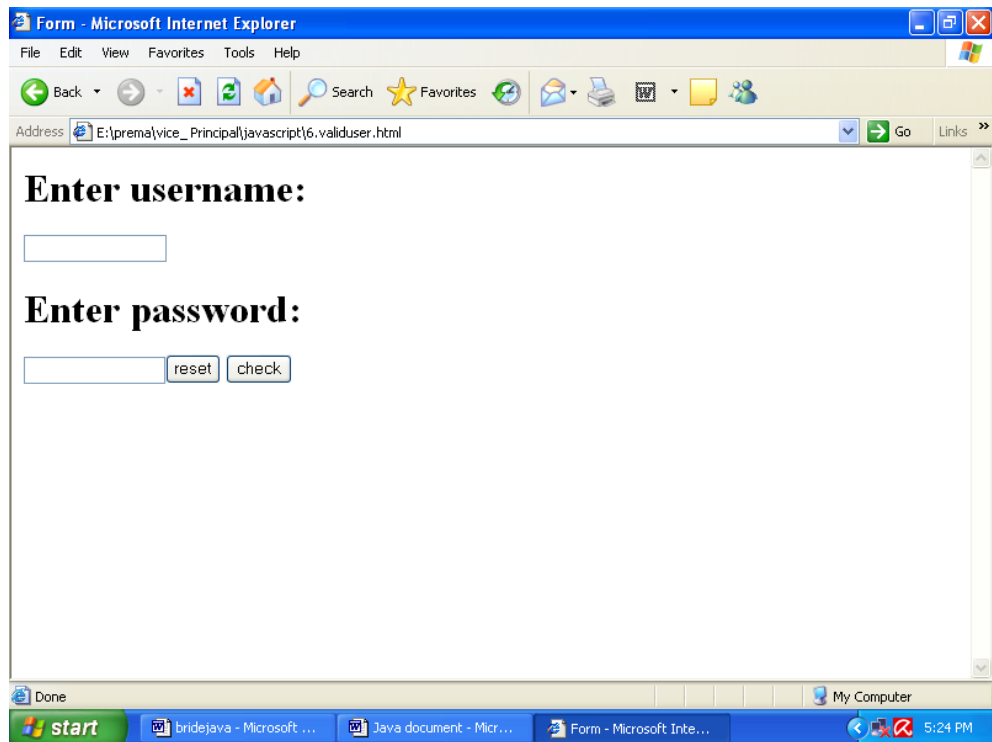 Form - Microsoft Internet Explorer
File Edit View Favorites Tools Help
Back Search Favorites
Address E:\prema\vice_ Principal\javascript\6.validuser.html Go Links »
Enter username:
Enter password:
reset check
Done My Computer
start bridejava - Microsoft ... Java document - Micr... Form - Microsoft Inte... 5:24 PM